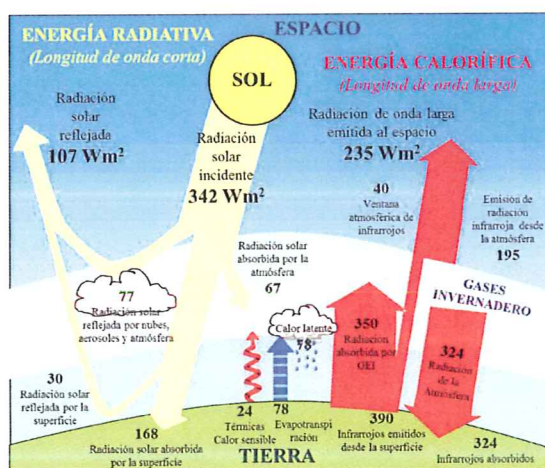 ESPACIO
ENERGÍA RADIATIVA
(Longitud de onda corta)
SOL
ENERGÍA CALORÍFICA
(Longitud de onda larga)
Radiación
solar
reflejada
107 Wm²
Radiación
solar
incidente
342 Wm²
Radiación de onda larga
emitida al espacio
235 Wm²
40
Ventana
atmosférica de
infrarrojos
Emisión de
radiación
infrarroja desde
la atmósfera
195
Radiación solar
absorbida por la
atmósfera
67
77
Radiación solar
reflejada por nubes,
aerosoles y atmósfera
Calor latente
78
GASES
INVERNADERO
350
Radiación
absorbida por
GEI
324
Radiación
de la
Atmósfera
30
Radiación solar
reflejada por la
superficie
168
Radiación solar absorbida
por la superficie
24
Térmicas
Calor sensible
78
Evapotranspi
ración
390
Infrarrojos emitidos
desde la superficie
324
Infrarrojos absorbidos
TIERRA